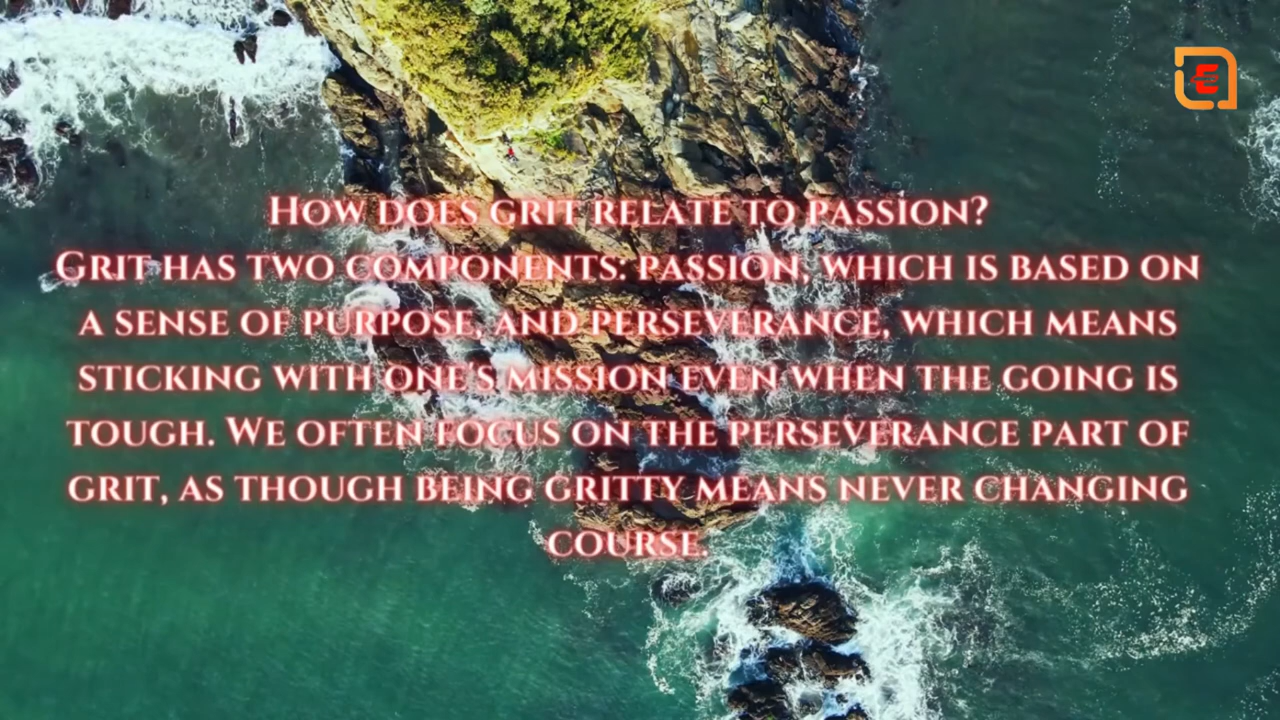 How does grit relate to passion?
Grit has two components: passion, which is based on
a sense of purpose, and perseverance, which means
sticking with one's mission even when the going is
tough. We often focus on the perseverance part of
grit, as though being gritty means never changing
course.
E